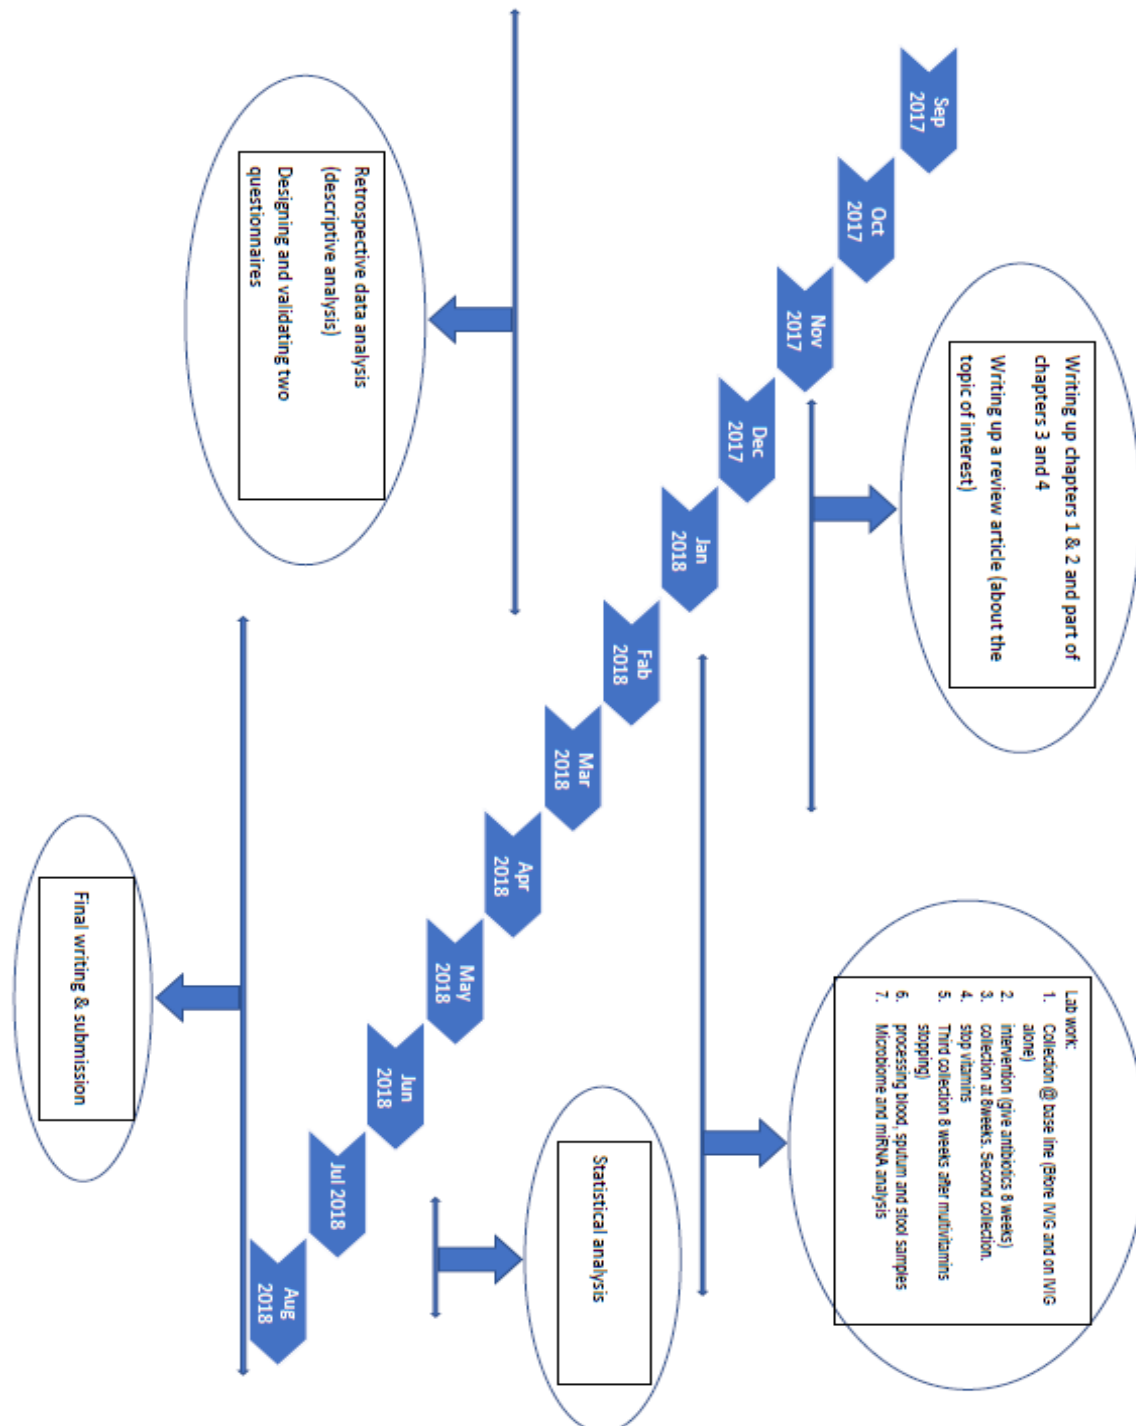 Sep
2017
Oct
2017
Nov
2017
Dec
2017
Jan
2018
Fab
2018
Mar
2018
Apr
2018
May
2018
Jun
2018
Jul 2018
Aug
2018
Writing up chapters 1 & 2 and part of
chapters 3 and 4
Writing up a review article (about the
topic of interest)
Lab work:
1. Collection @ base line (Bfore IVIG and on IVIG
alone)
2. intervention (give antibiotics 8 weeks)
3. collection at 8weeks. Second collection.
4. stop vitamins
5. Third collection 8 weeks after multivitamins
stopping)
6. processing blood, sputum and stool samples
7. Microbiome and miRNA analysis
Statistical analysis
Retrospective data analysis
(descriptive analysis)
Designing and validating two
questionnaires
Final writing & submission